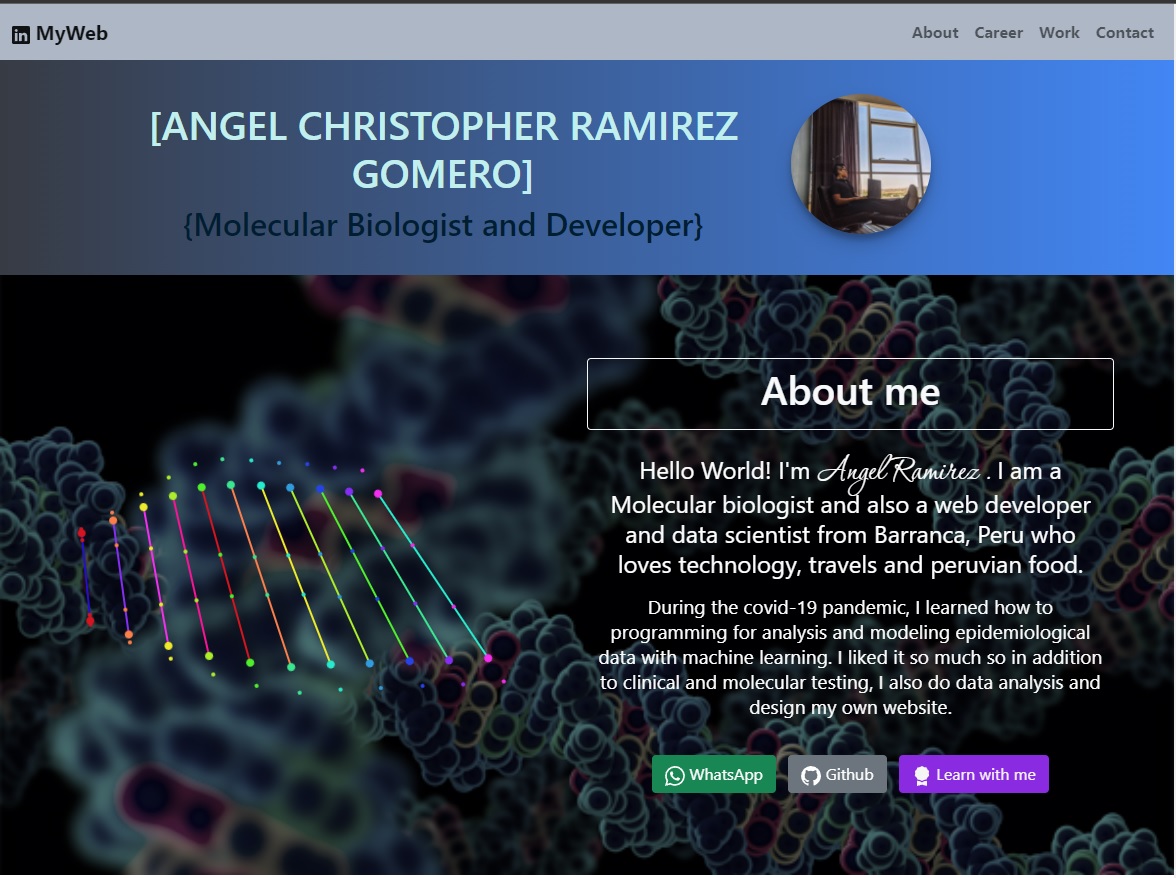 MyWeb
About Career Work Contact
[ANGEL CHRISTOPHER RAMIREZ
GOMERO]
{Molecular Biologist and Developer}
About me
Hello World! I'm Angel Ramirez . I am a
Molecular biologist and also a web developer
and data scientist from Barranca, Peru who
loves technology, travels and peruvian food.
During the covid-19 pandemic, I learned how to
programming for analysis and modeling epidemiological
data with machine learning. I liked it so much so in addition
to clinical and molecular testing, I also do data analysis and
design my own website.
WhatsApp Github Learn with me